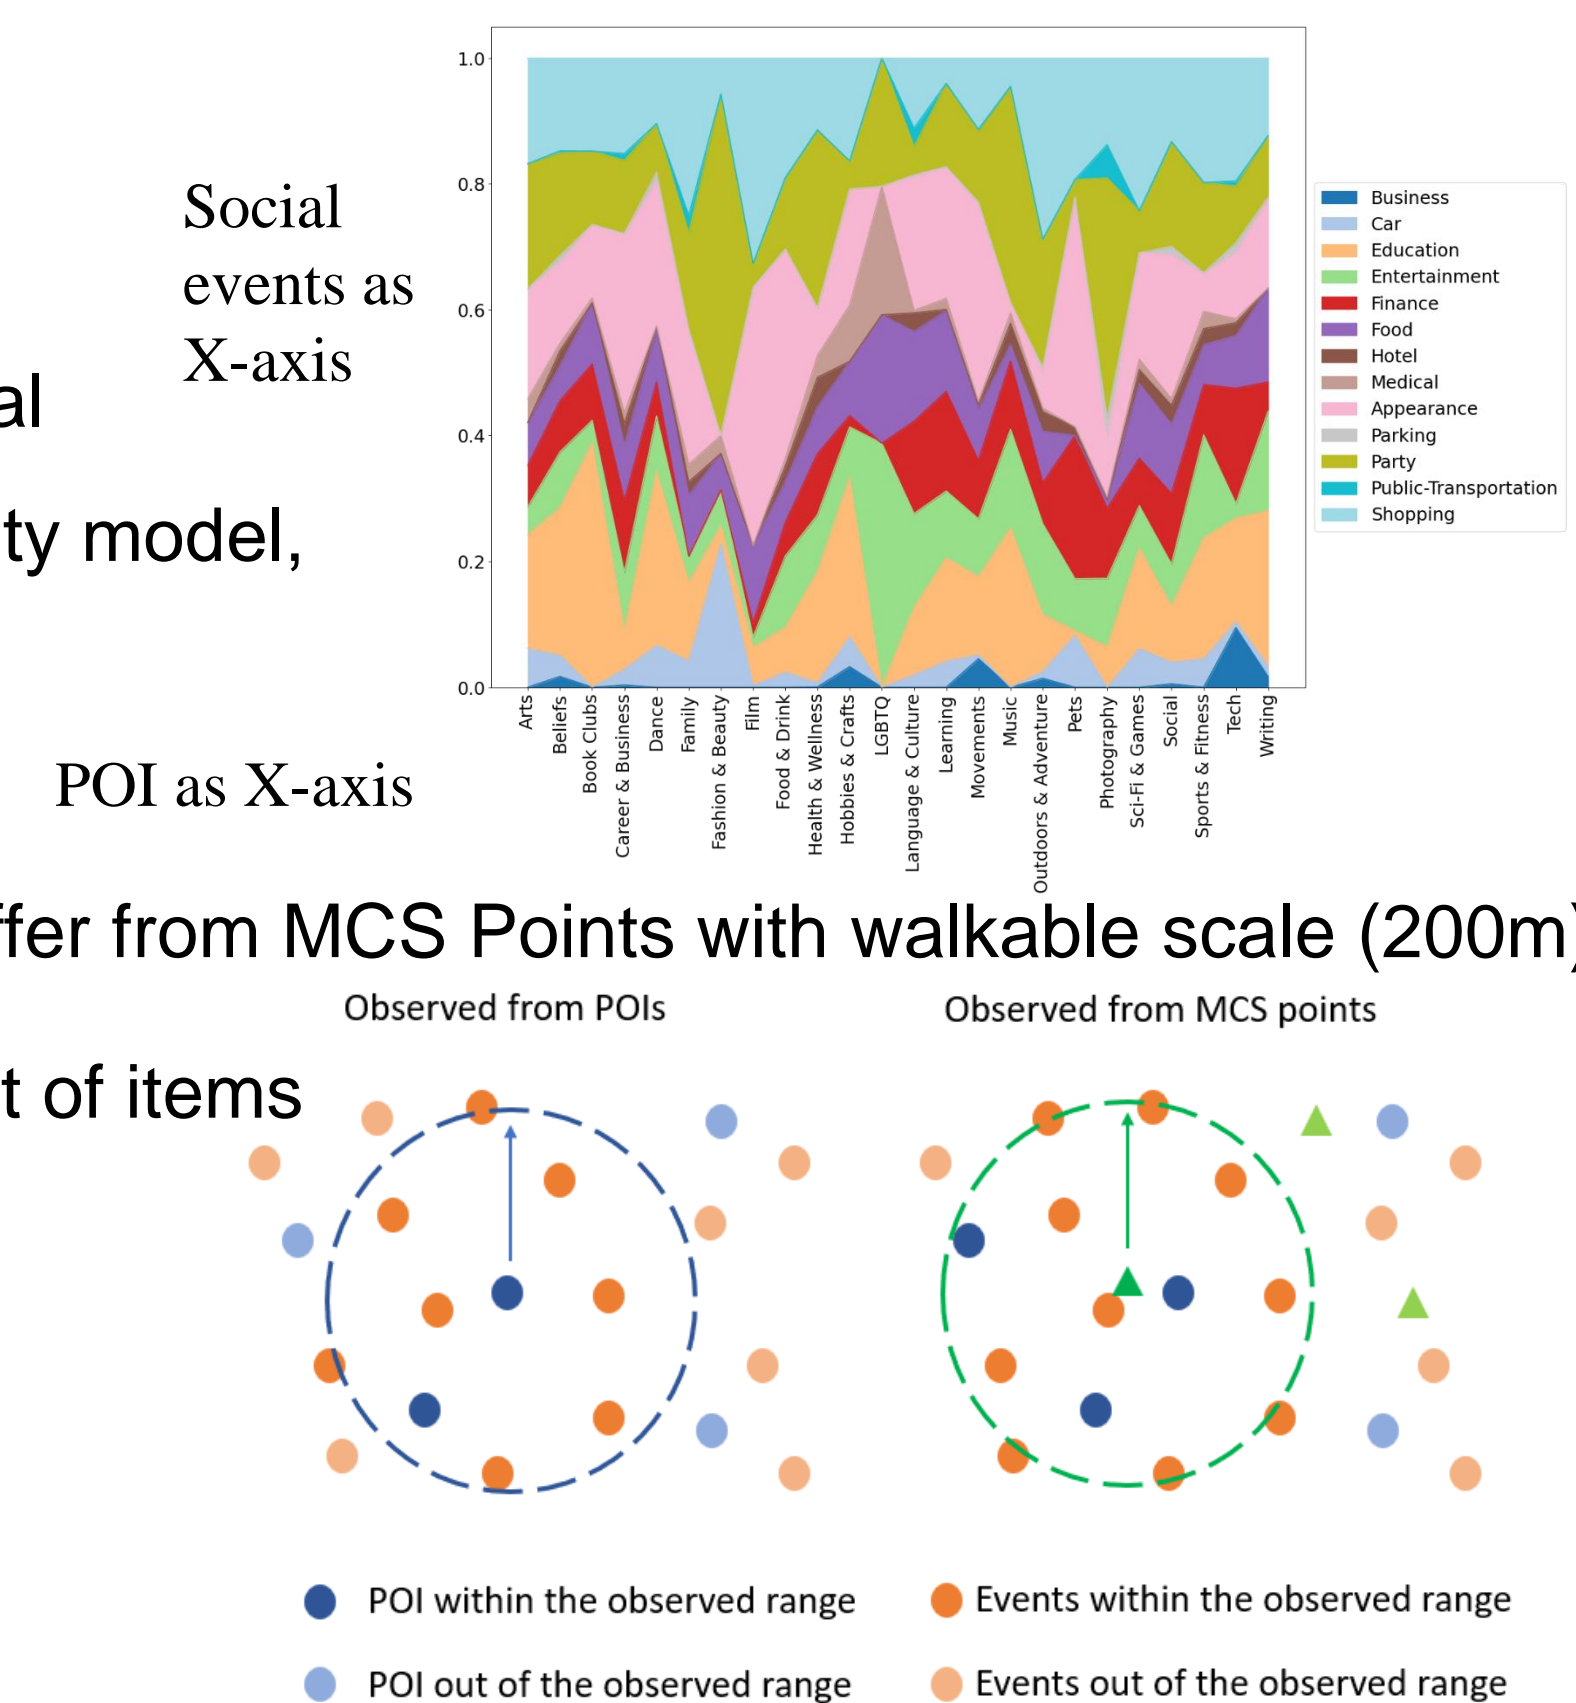 Social
events as
X-axis
al
ty model,
POI as X-axis
1.0
0.8
0.6
0.4
0.2
0.0
Arts
Beliefs
Book Clubs
Career & Business
Dance
Family
Fashion & Beauty
Film
Food & Drink
Health & Wellness
Hobbies & Crafts
LGBTQ
Language & Culture
Learning
Movements
Music
Outdoors & Adventure
Pets
Photography
Sci-Fi & Games
Social
Sports & Fitness
Tech
Writing
Business
Car
Education
Entertainment
Finance
Food
Hotel
Medical
Appearance
Parking
Party
Public-Transportation
Shopping
ffer from MCS Points with walkable scale (200m)
Observed from POIs
Observed from MCS points
t of items
POI within the observed range
Events within the observed range
POI out of the observed range
Events out of the observed range